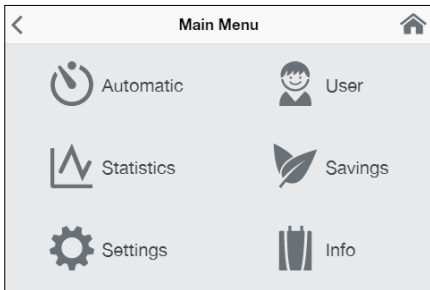 Main Menu
Automatic
User
Statistics
Savings
Settings
Info